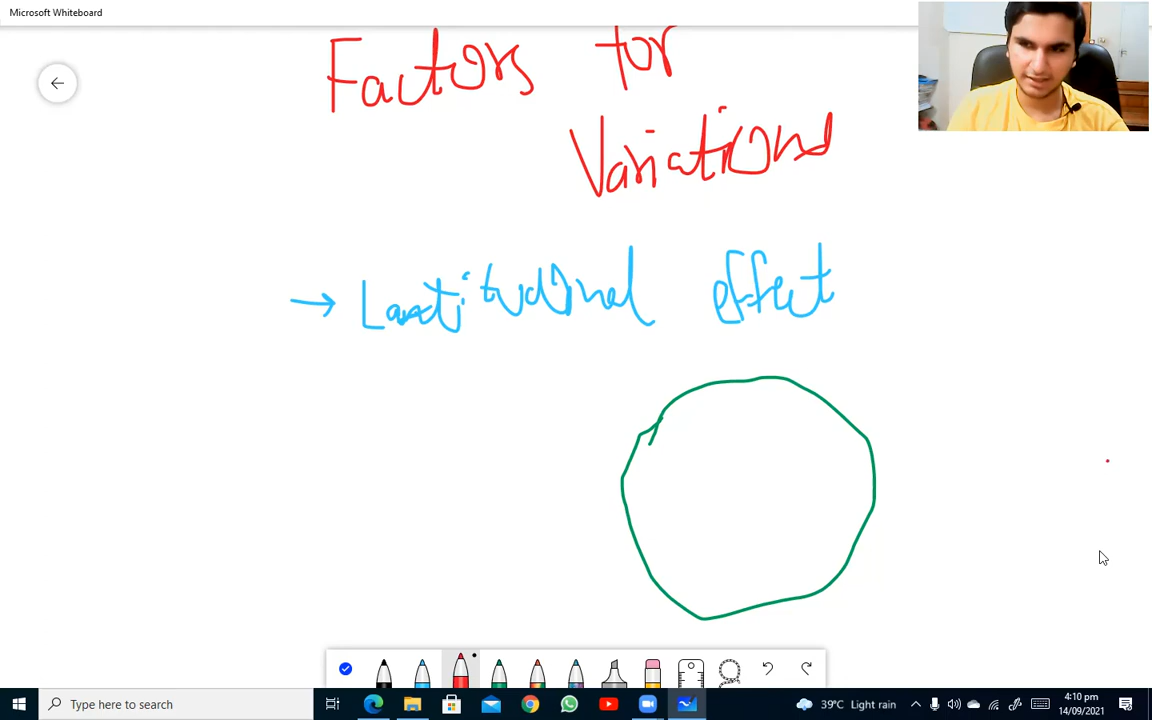 Microsoft Whiteboard
Factors for
Variations
→ Latitudinal effect
Type here to search
39°C Light rain
4:10 pm
14/09/2021